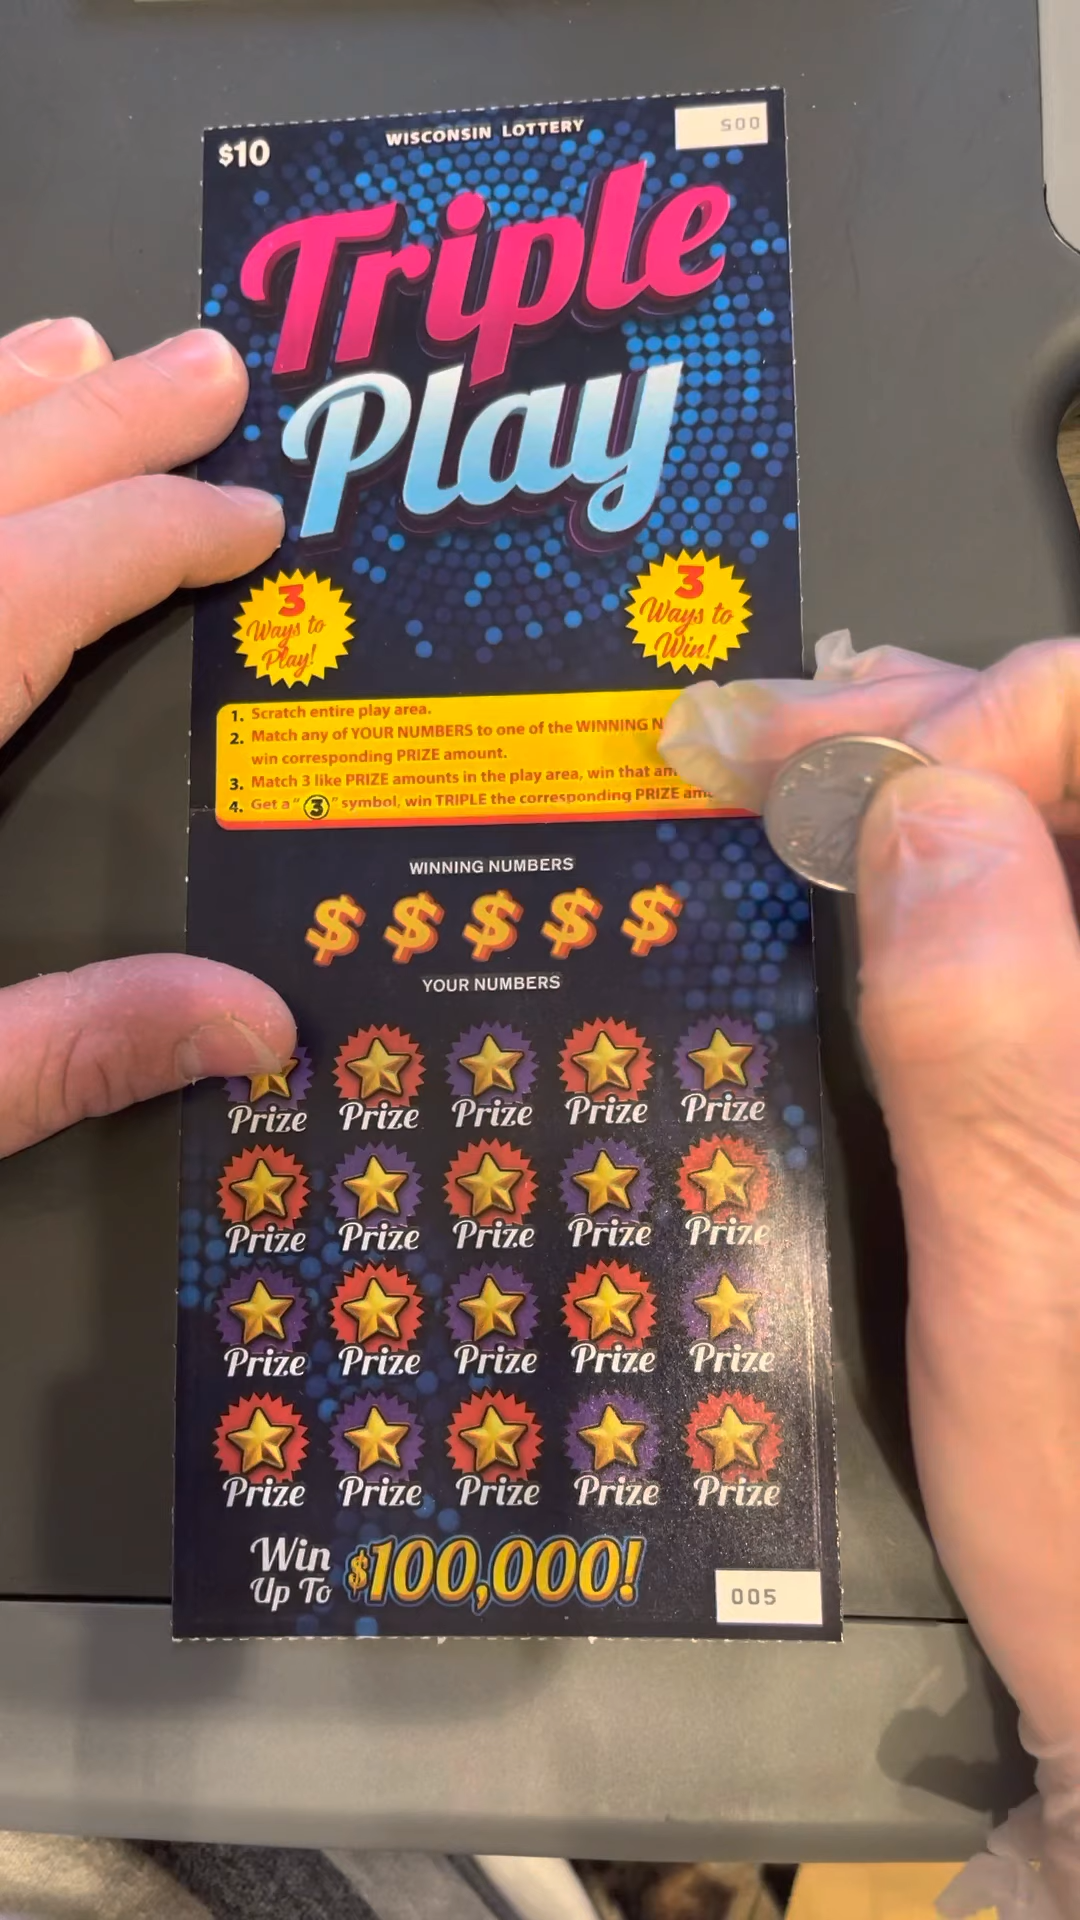 WISCONSIN LOTTERY
005
$10
Triple
Play
3
Ways to
Play!
3
Ways to
Win!
1. Scratch entire play area.
2. Match any of YOUR NUMBERS to one of the WINNING N
win corresponding PRIZE amount.
3. Match 3 like PRIZE amounts in the play area, win that am
4. Get a "3" symbol, win TRIPLE the corresponding PRIZE am
WINNING NUMBERS
$ $ $ $ $
YOUR NUMBERS
Prize Prize Prize Prize Prize
Prize Prize Prize Prize Prize
Prize Prize Prize Prize Prize
Prize Prize Prize Prize Prize
Win
Up To
$100,000!
005